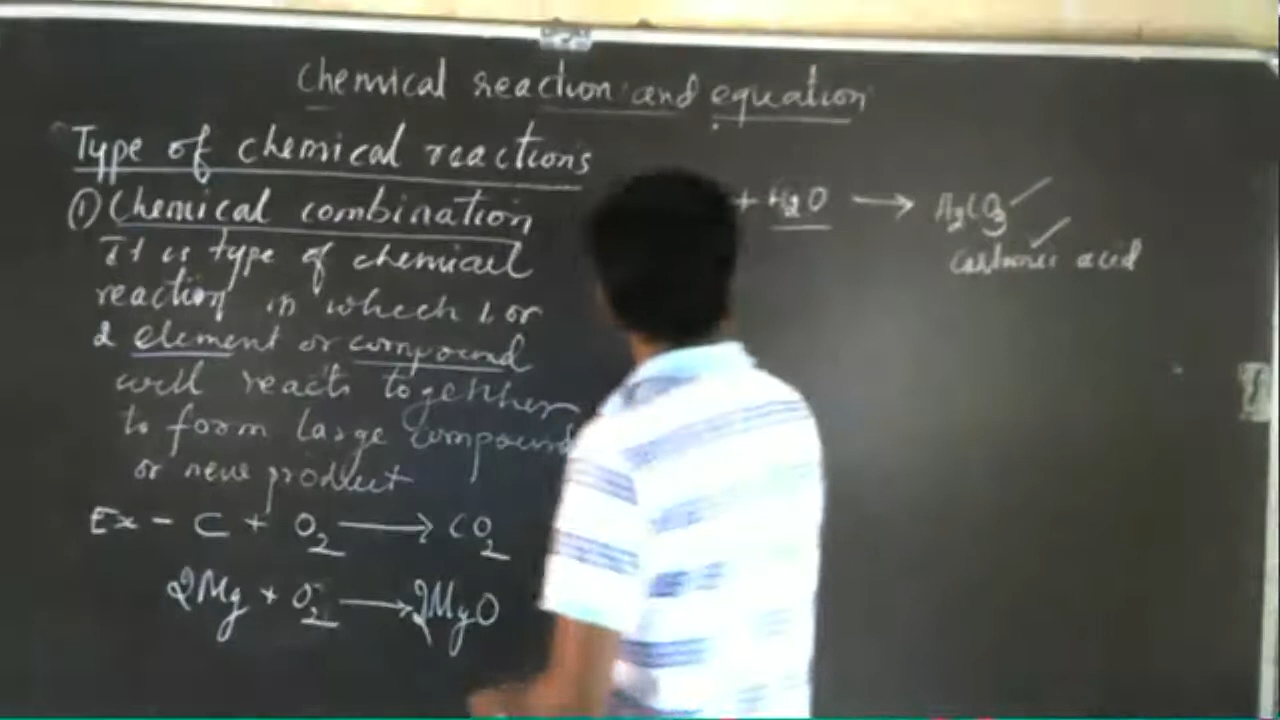 Chemical reaction and equation
Type of chemical reactions
① Chemical combination
It is type of chemical
reaction in which 1 or
2 element or compound
will reacts together
to form large compound
or new product
Ex - C + O₂ → CO₂
2Mg + O₂ → 2MgO
+ H₂O → H₂CO₃
Carbonic acid